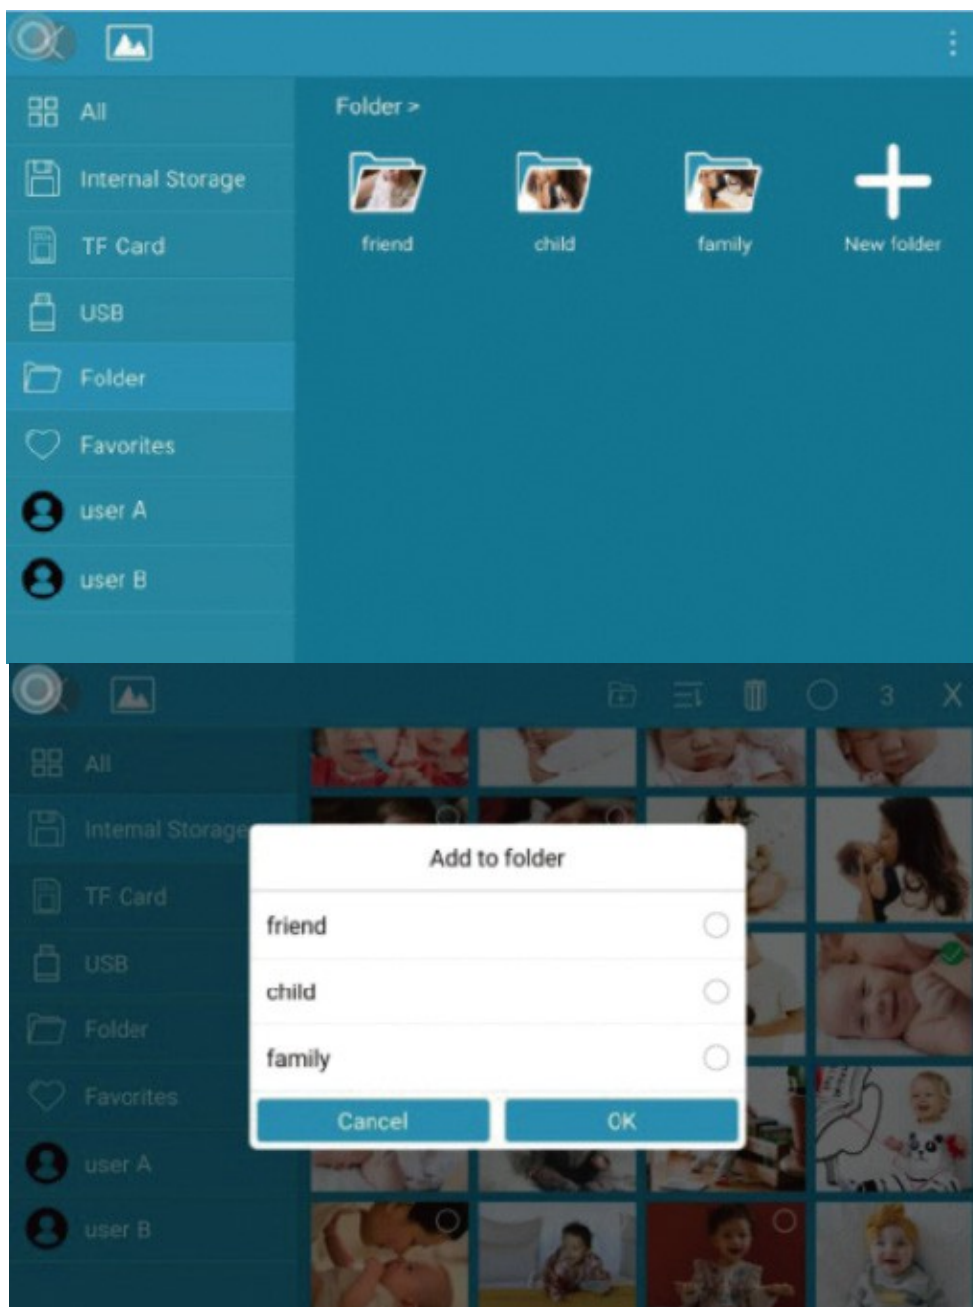 All
Internal Storage
TF Card
USB
Folder
Favorites
user A
user B
Folder >
friend
child
family
New folder
3
X
All
Internal Storage
TF Card
USB
Folder
Favorites
user A
user B
Add to folder
friend
child
family
Cancel
OK